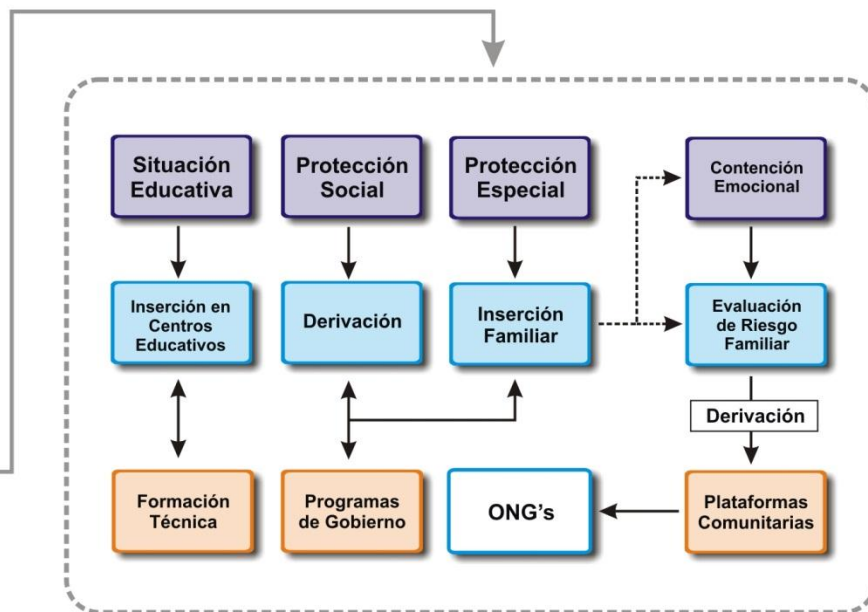 Situación
Educativa
Protección
Social
Protección
Especial
Contención
Emocional
Inserción en
Centros
Educativos
Derivación
Inserción
Familiar
Evaluación
de Riesgo
Familiar
Derivación
Formación
Técnica
Programas
de Gobierno
ONG's
Plataformas
Comunitarias